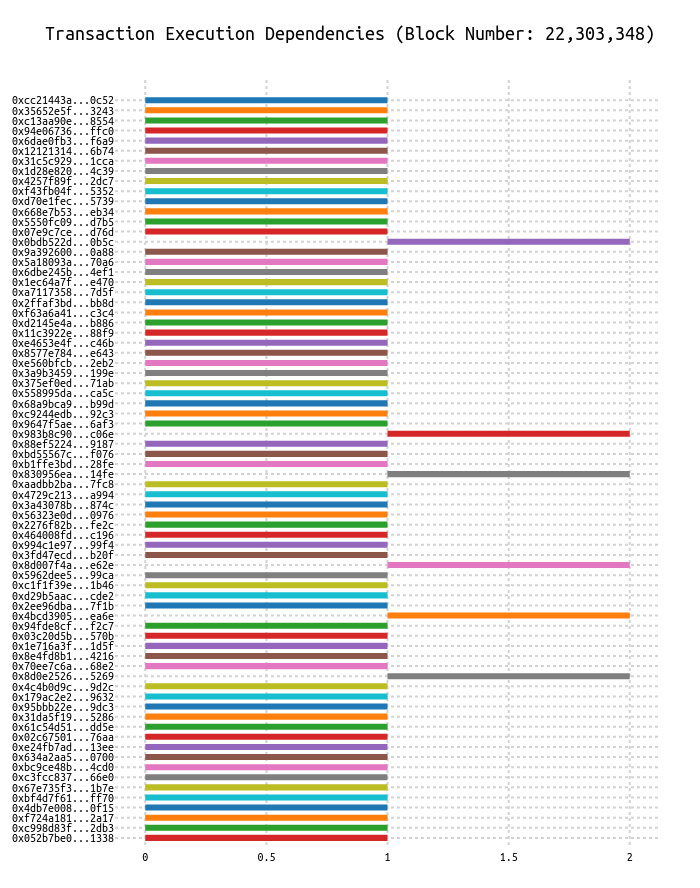 Transaction Execution Dependencies (Block Number: 22,303,348)
0xcc21443a...0c52
0x35652e5f...3243
0xc13aa90e...8554
0x94e06736...ffc0
0x6dae0fb3...f6a9
0x12121314...6b74
0x31c5c929...1cca
0x1d28e820...4c39
0x4257f89f...2dc7
0xf43fb04f...5352
0xd70e1fec...5739
0x668e7b53...eb34
0x5550fc09...d7b5
0x07e9c7ce...d76d
0x0bdb522d...0b5c
0x9a392600...0a88
0x5a18093a...70a6
0x6dbe245b...4ef1
0x1ec64a7f...e470
0xa7117358...7d5f
0x2ffaf3bd...bb8d
0xf63a6a41...c3c4
0xd2145e4a...b886
0x11c3922e...88f9
0xe4653e4f...c46b
0x8577e784...e643
0xe560bfcb...2eb2
0x3a9b3459...199e
0x375ef0ed...71ab
0x558995da...ca5c
0x68a9bca9...b99d
0xc9244edb...92c3
0x9647f5ae...6af3
0x983b8c90...c06e
0x88ef5224...9187
0xbd55567c...f076
0xb1ffe3bd...28fe
0x830956ea...14fe
0xaadbb2ba...7fc8
0x4729c213...a994
0x3a43078b...874c
0x56323e0d...0976
0x2276f82b...fe2c
0x464008fd...c196
0x994c1e97...99f4
0x3fd47ecd...b20f
0x8d007f4a...e62e
0x5962dee5...99ca
0xc1f1f39e...1b46
0xd29b5aac...cde2
0x2ee96dba...7f1b
0x4bcd3905...ea6e
0x94fde8cf...f2c7
0x03c20d5b...570b
0x1e716a3f...1d5f
0x8e4fd8b1...4216
0x70ee7c6a...68e2
0x8d0e2526...5269
0x4c4b0d9c...9d2c
0x179ac2e2...9632
0x95bbb22e...9dc3
0x31da5f19...5286
0x61c54d51...dd5e
0x02c67501...76aa
0xe24fb7ad...13ee
0x634a2aa5...0700
0xbc9ce48b...4cd0
0xc3fcc837...66e0
0x67e735f3...1b7e
0xbf4d7f61...ff70
0x4db7e008...0f15
0xf724a181...2a17
0xc998d83f...2db3
0x052b7be0...1338
0 0.5 1 1.5 2